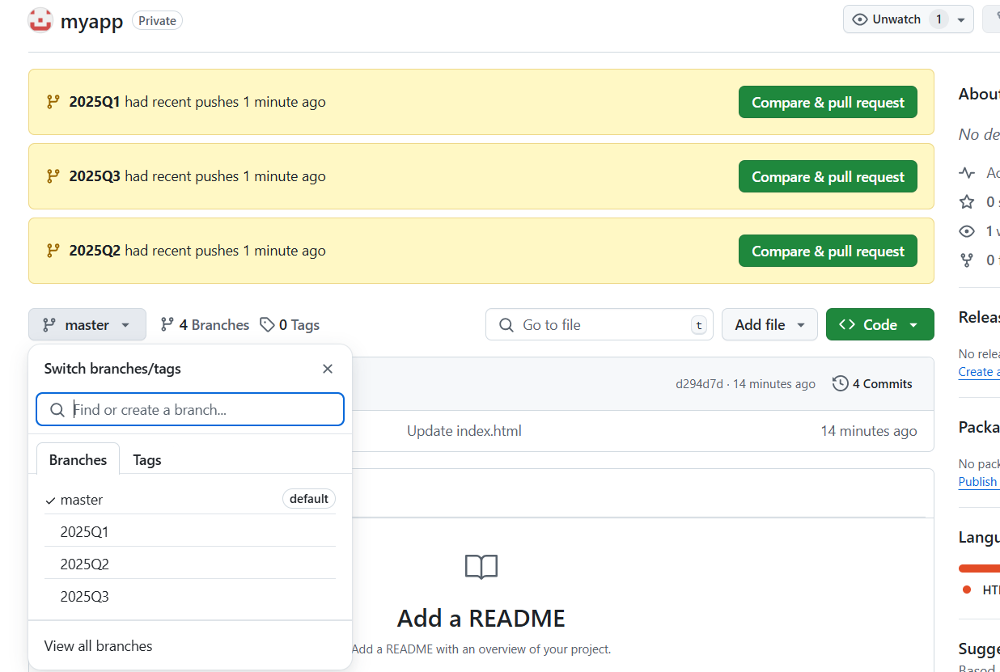 myapp Private Unwatch 1
2025Q1 had recent pushes 1 minute ago Compare & pull request
2025Q3 had recent pushes 1 minute ago Compare & pull request
2025Q2 had recent pushes 1 minute ago Compare & pull request
master 4 Branches 0 Tags Go to file t Add file Code
Switch branches/tags
Find or create a branch...
Branches Tags
master default
2025Q1
2025Q2
2025Q3
View all branches
d294d7d · 14 minutes ago 4 Commits
Update index.html 14 minutes ago
Add a README
Add a README with an overview of your project.
About
No de
Ac
0
1
0
Releas
No relea
Create a
Packa
No pack
Publish
Langu
HT
Sugge
Based